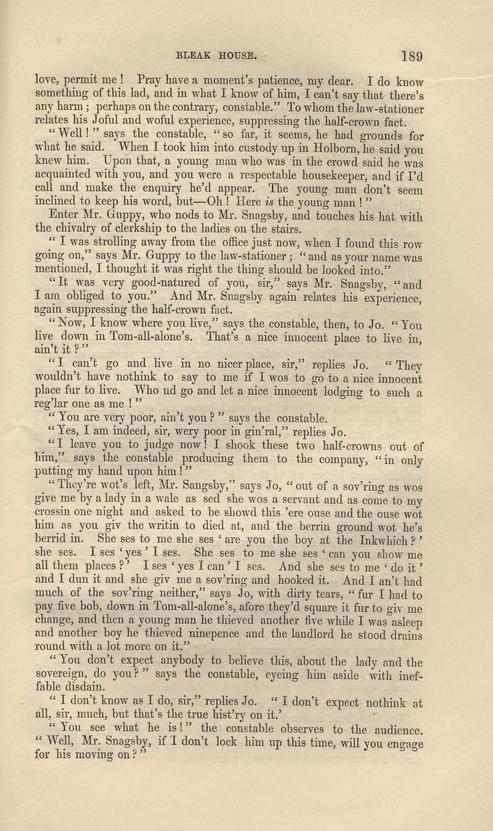 BLEAK HOUSE. 189
love, permit me ! Pray have a moment's patience, my dear. I do know
something of this lad, and in what I know of him, I can't say that there's
any harm ; perhaps on the contrary, constable." To whom the law-stationer
relates his Joful and woful experience, suppressing the half-crown fact.
"Well ! " says the constable, "so far, it seems, he had grounds for
what he said. When I took him into custody up in Holborn, he said you
knew him. Upon that, a young man who was in the crowd said he was
acquainted with you, and you were a respectable housekeeper, and if I'd
call and make the enquiry he'd appear. The young man don't seem
inclined to keep his word, but—Oh ! Here is the young man ! "
Enter Mr. Guppy, who nods to Mr. Snagsby, and touches his hat with
the chivalry of clerkship to the ladies on the stairs.
"I was strolling away from the office just now, when I found this row
going on," says Mr. Guppy to the law-stationer ; "and as your name was
mentioned, I thought it was right the thing should be looked into."
"It was very good-natured of you, sir," says Mr. Snagsby, "and
I am obliged to you." And Mr. Snagsby again relates his experience,
again suppressing the half-crown fact.
"Now, I know where you live," says the constable, then, to Jo. "You
live down in Tom-all-alone's. That's a nice innocent place to live in,
ain't it ? "
"I can't go and live in no nicer place, sir," replies Jo. "They
wouldn't have nothink to say to me if I wos to go to a nice innocent
place fur to live. Who ud go and let a nice innocent lodging to such a
reg'lar one as me ! "
"You are very poor, ain't you ? " says the constable.
"Yes, I am indeed, sir, wery poor in gin'ral," replies Jo.
"I leave you to judge now ! I shook these two half-crowns out of
him," says the constable producing them to the company, "in only
putting my hand upon him ! "
"They're wot's left, Mr. Sangsby," says Jo, "out of a sov'ring as wos
give me by a lady in a wale as sed she wos a servant and as come to my
crossin one night and asked to be showd this 'ere ouse and the ouse wot
him as you giv the writin to died at, and the berrin ground wot he's
berrid in. She ses to me she ses ' are you the boy at the Inkwhich ? '
she ses. I ses ' yes ' I ses. She ses to me she ses ' can you show me
all them places ? ' I ses ' yes I can ' I ses. And she ses to me ' do it '
and I dun it and she giv me a sov'ring and hooked it. And I an't had
much of the sov'ring neither," says Jo, with dirty tears, "fur I had to
pay five bob, down in Tom-all-alone's, afore they'd square it fur to giv me
change, and then a young man he thieved another five while I was asleep
and another boy he thieved ninepence and the landlord he stood drains
round with a lot more on it."
"You don't expect anybody to believe this, about the lady and the
sovereign, do you ? " says the constable, eyeing him aside with inef-
fable disdain.
"I don't know as I do, sir," replies Jo. "I don't expect nothink at
all, sir, much, but that's the true hist'ry on it.'
"You see what he is ! " the constable observes to the audience.
"Well, Mr. Snagsby, if I don't lock him up this time, will you engage
for his moving on ? "